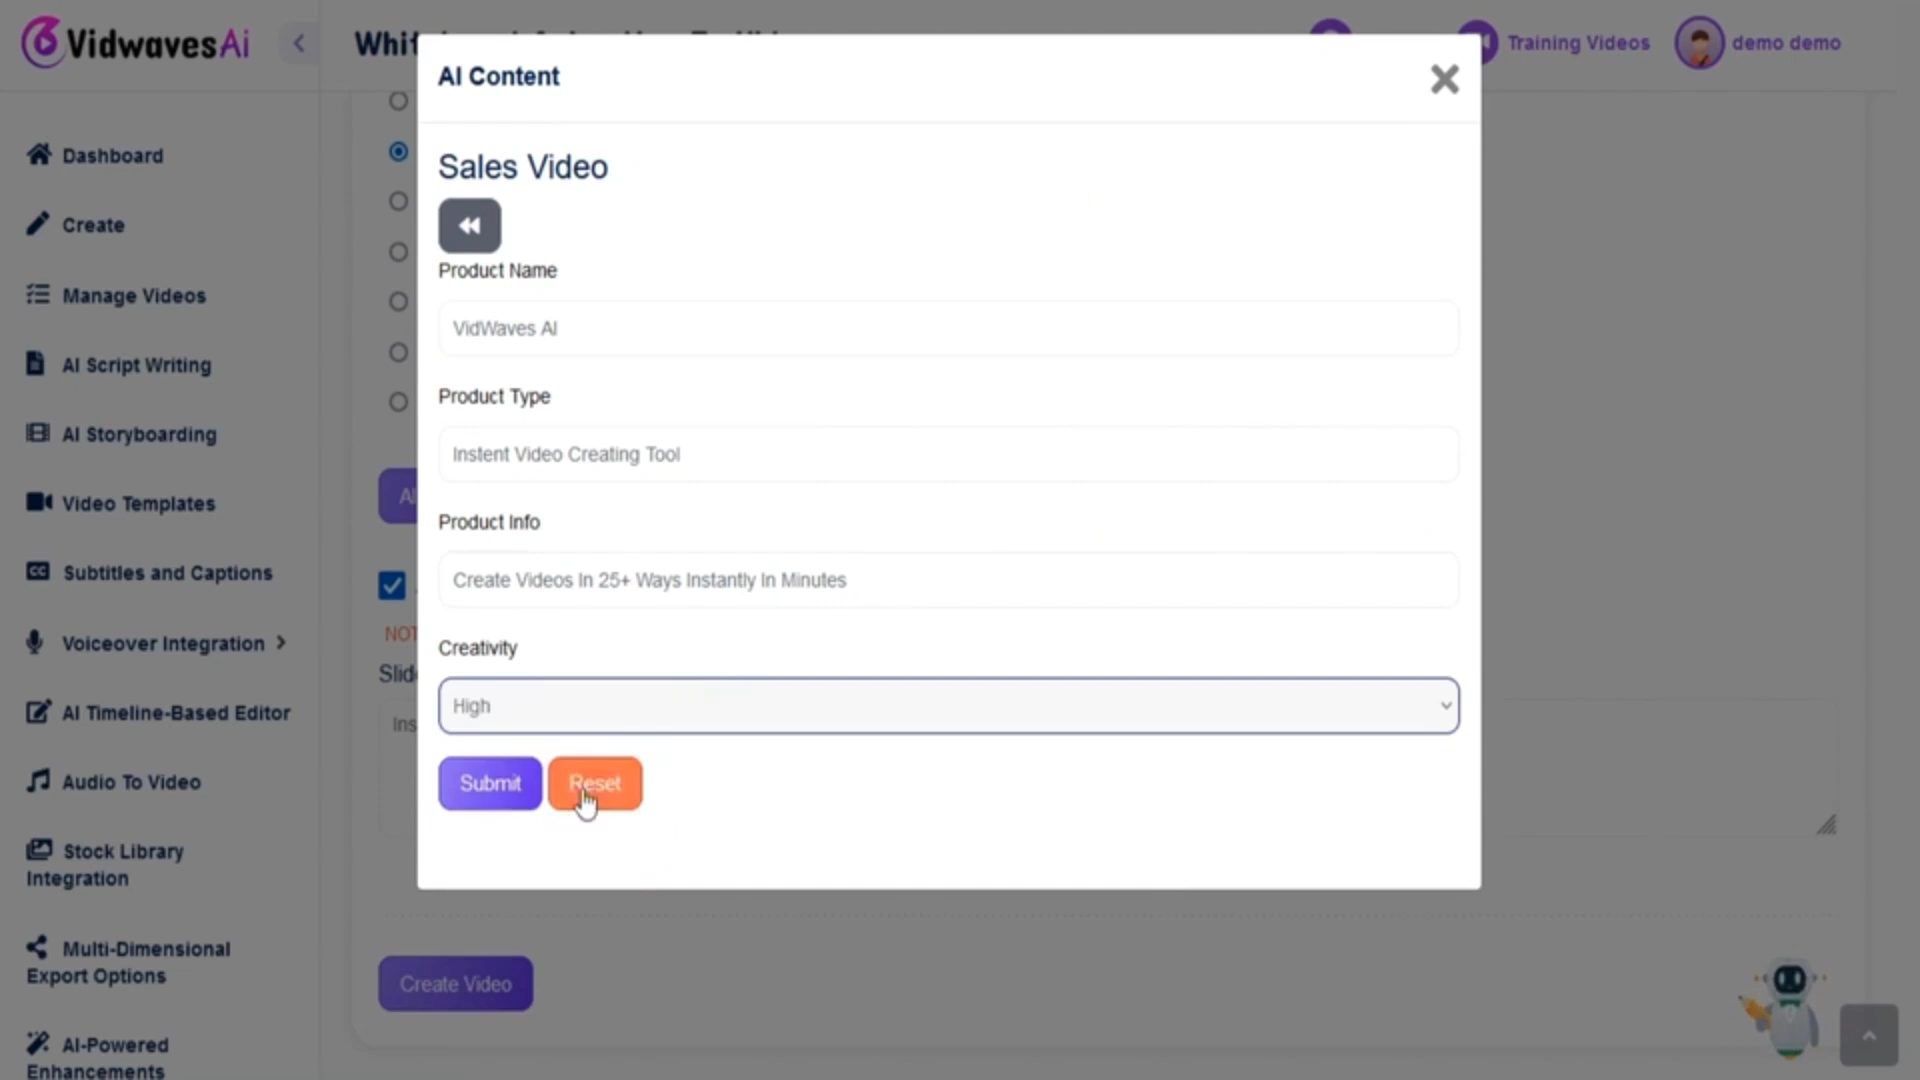 VidwavesAi
Training Videos
demo demo
Dashboard
Create
Manage Videos
AI Script Writing
AI Storyboarding
Video Templates
Subtitles and Captions
Voiceover Integration
AI Timeline-Based Editor
Audio To Video
Stock Library
Integration
Multi-Dimensional
Export Options
AI-Powered
Enhancements
AI Content
Sales Video
Product Name
VidWaves AI
Product Type
Instent Video Creating Tool
Product Info
Create Videos In 25+ Ways Instantly In Minutes
Creativity
High
Submit
Reset
Create Video